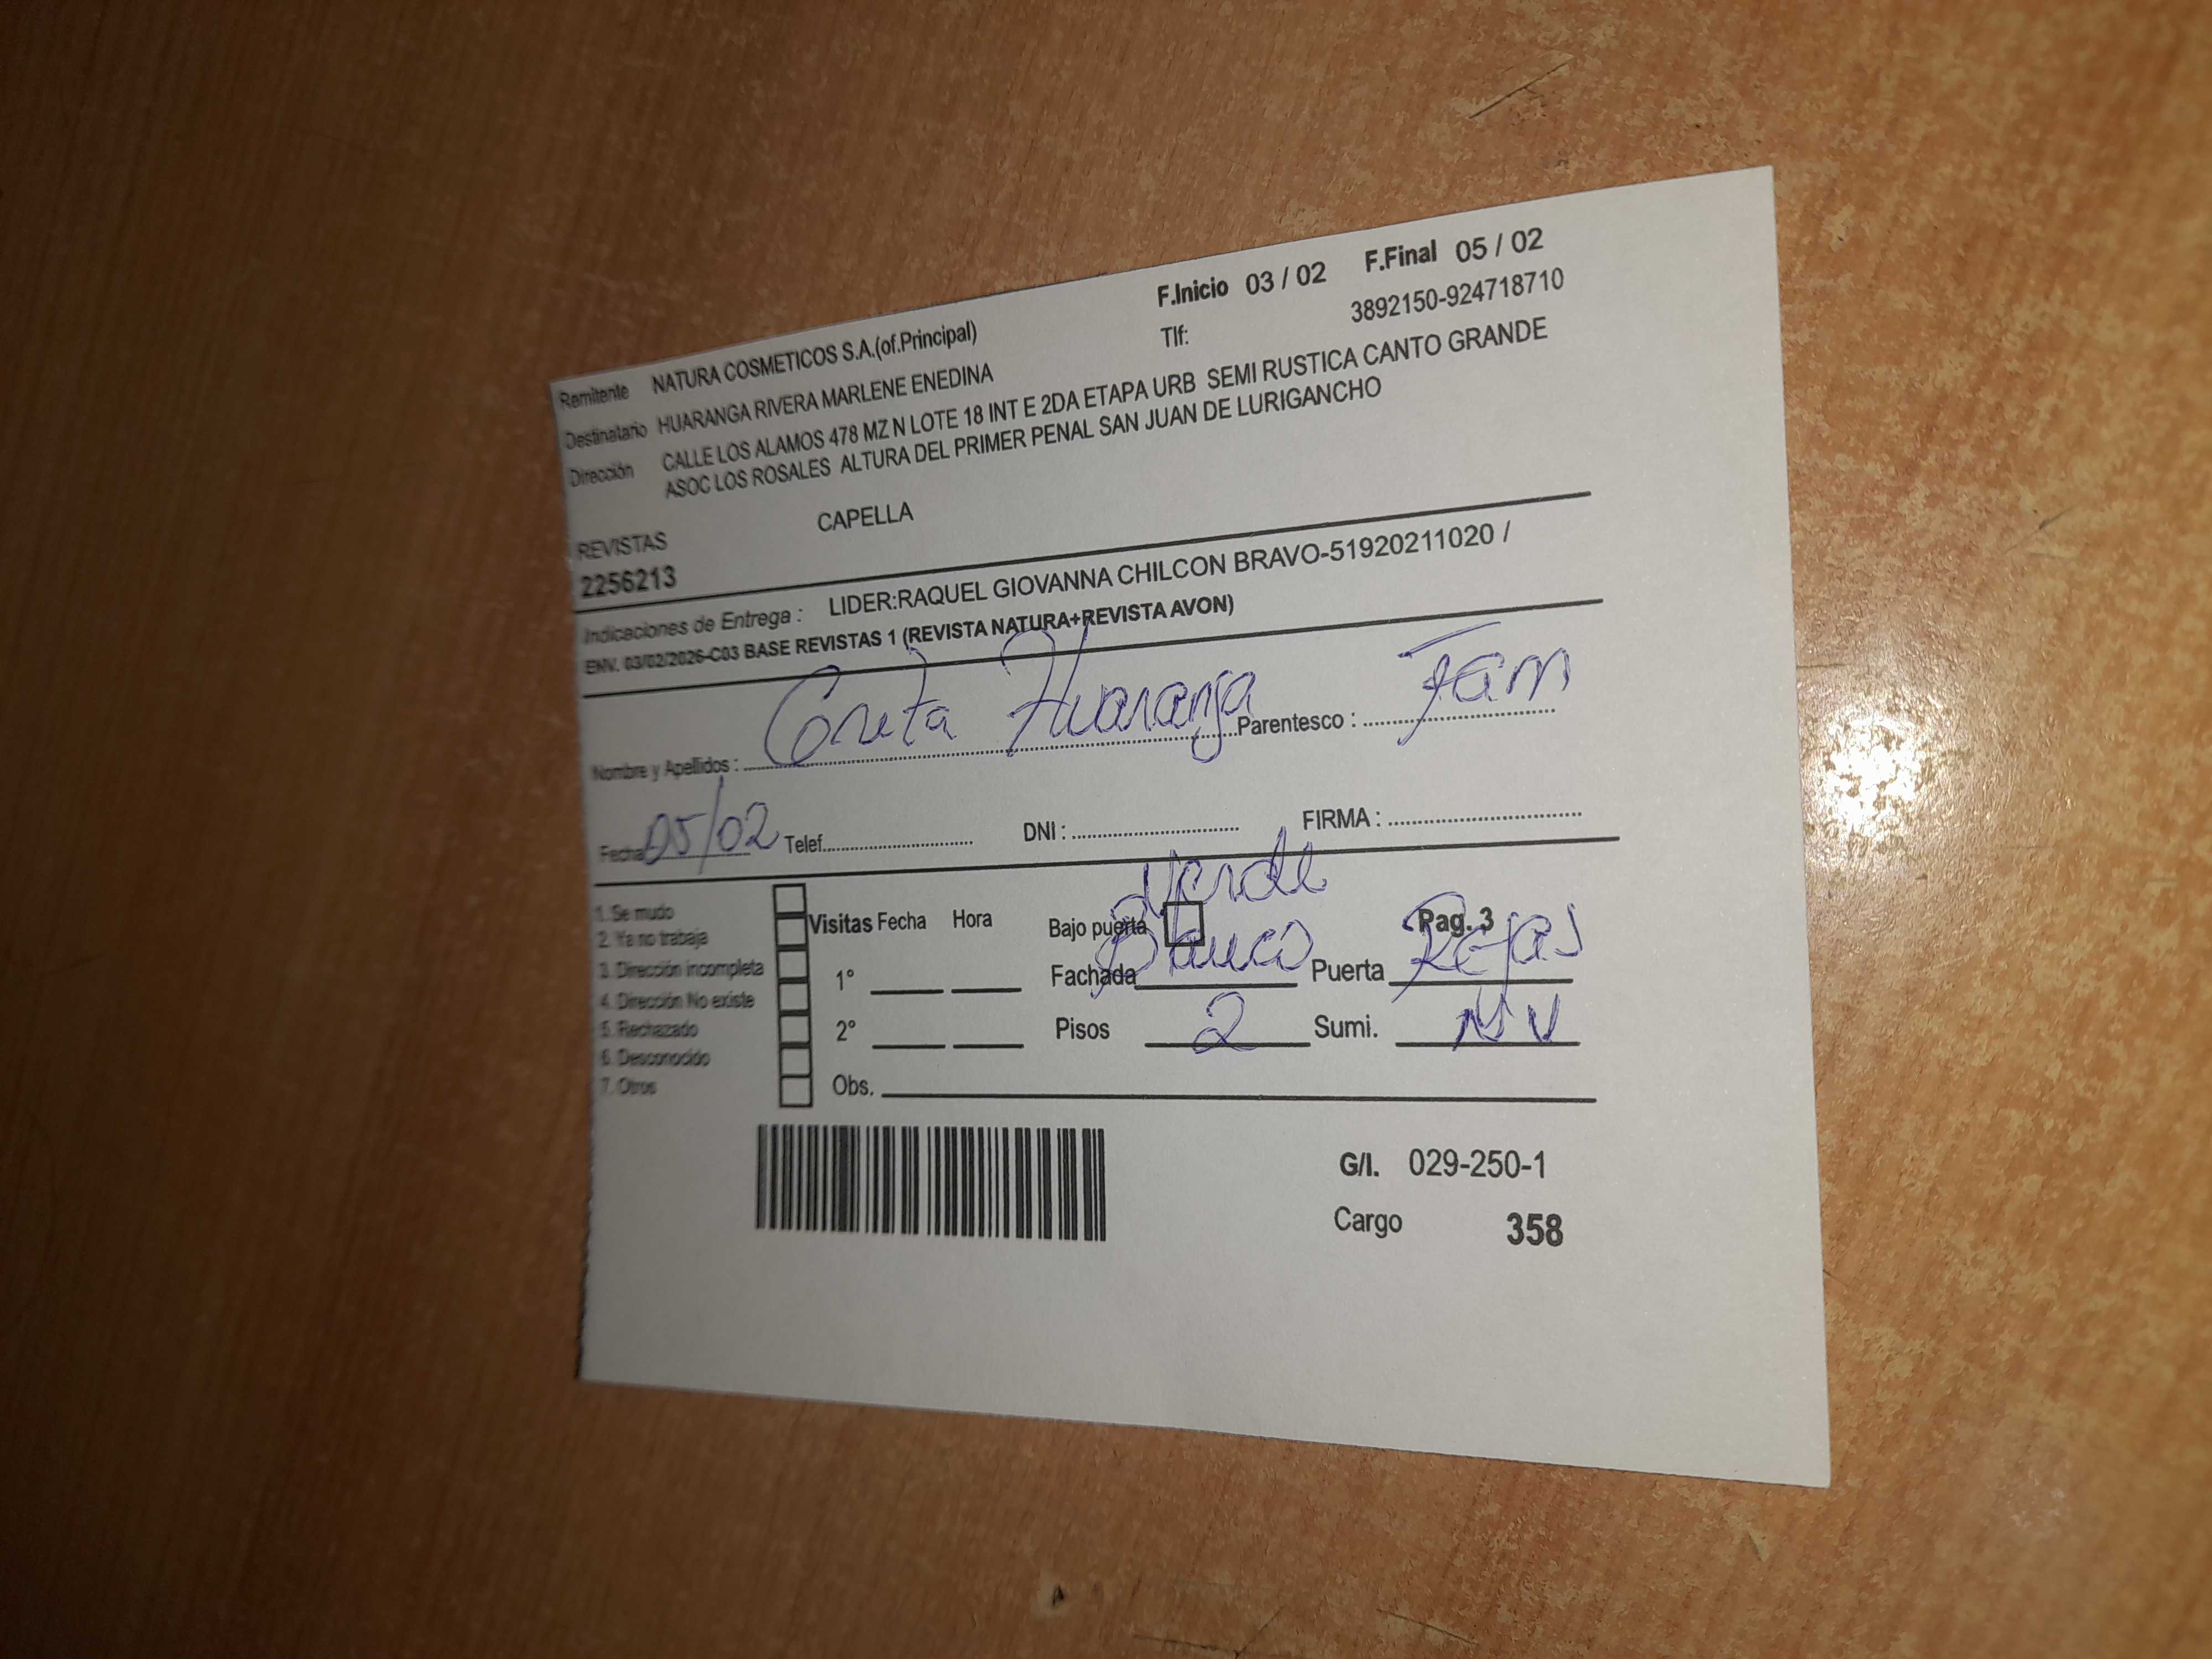 F.Inicio 03 / 02 F.Final 05 / 02
Remitente NATURA COSMETICOS S.A.(of.Principal) Tlf: 3892150-924718710
Destinatario HUARANGA RIVERA MARLENE ENEDINA
Dirección CALLE LOS ALAMOS 478 MZ N LOTE 18 INT E 2DA ETAPA URB SEMI RUSTICA CANTO GRANDE
ASOC LOS ROSALES ALTURA DEL PRIMER PENAL SAN JUAN DE LURIGANCHO
REVISTAS CAPELLA
2256213
Indicaciones de Entrega : LIDER:RAQUEL GIOVANNA CHILCON BRAVO-51920211020 /
ENV. 03/02/2026-C03 BASE REVISTAS 1 (REVISTA NATURA+REVISTA AVON)
Nombre y Apellidos : Huaranga Parentesco : Fam
Fecha 05/02 Telef. DNI : FIRMA :
Verde
1. Se mudo Visitas Fecha Hora Bajo puerta Pag. 3
2. Ya no trabaja
3. Dirección incompleta 1° Fachada Blanco Puerta Rejas
4. Dirección No existe
5. Rechazado 2° Pisos 2 Sumi. NV
6. Desconocido
7. Otros Obs.
G/I. 029-250-1
Cargo 358